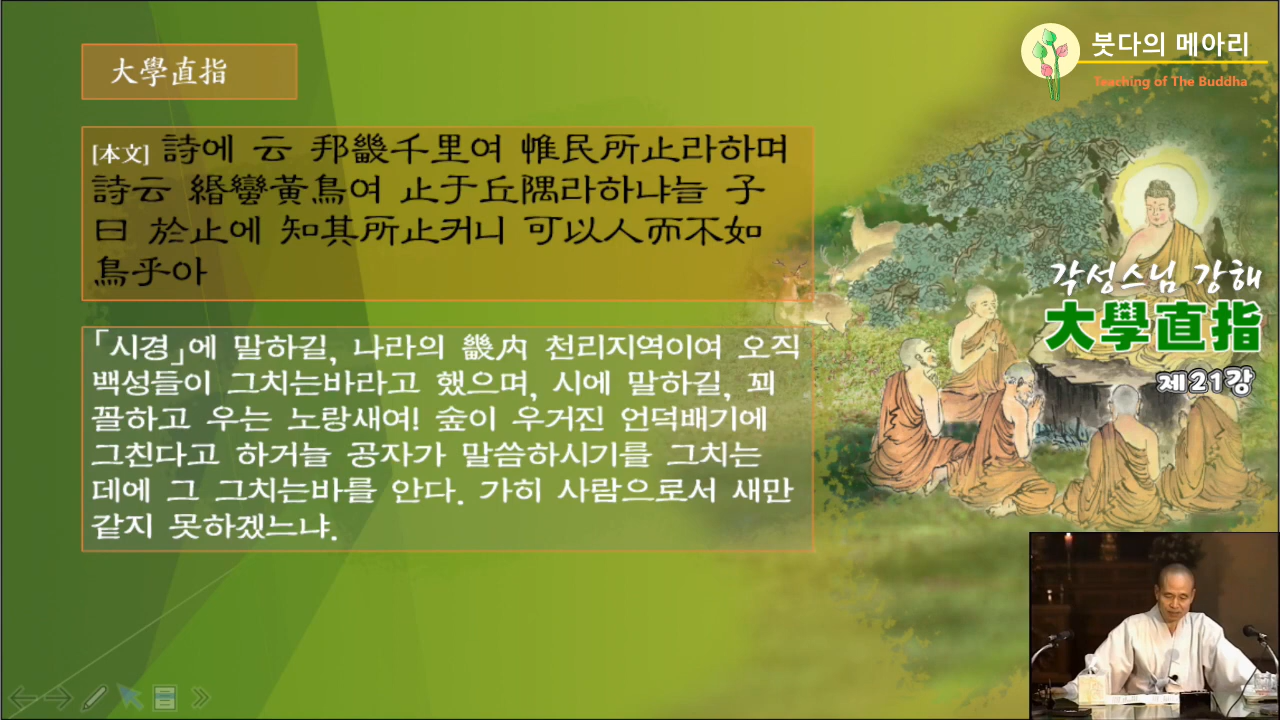 大學直指
[本文] 詩에 云 邦畿千里여 惟民所止라하며
詩云 緡蠻黃鳥여 止于丘隅라하냐늘 子
曰 於止에 知其所止커니 可以人而不如
鳥乎아
「시경」에 말하길, 나라의 畿內 천리지역이여 오직
백성들이 그치는바라고 했으며, 시에 말하길, 꾀
꼴하고 우는 노랑새여! 숲이 우거진 언덕배기에
그친다고 하거늘 공자가 말씀하시기를 그치는
데에 그 그치는바를 안다. 가히 사람으로서 새만
같지 못하겠느냐.
붓다의 메아리
Teaching of The Buddha
각성스님 강해
大學直指
제21강